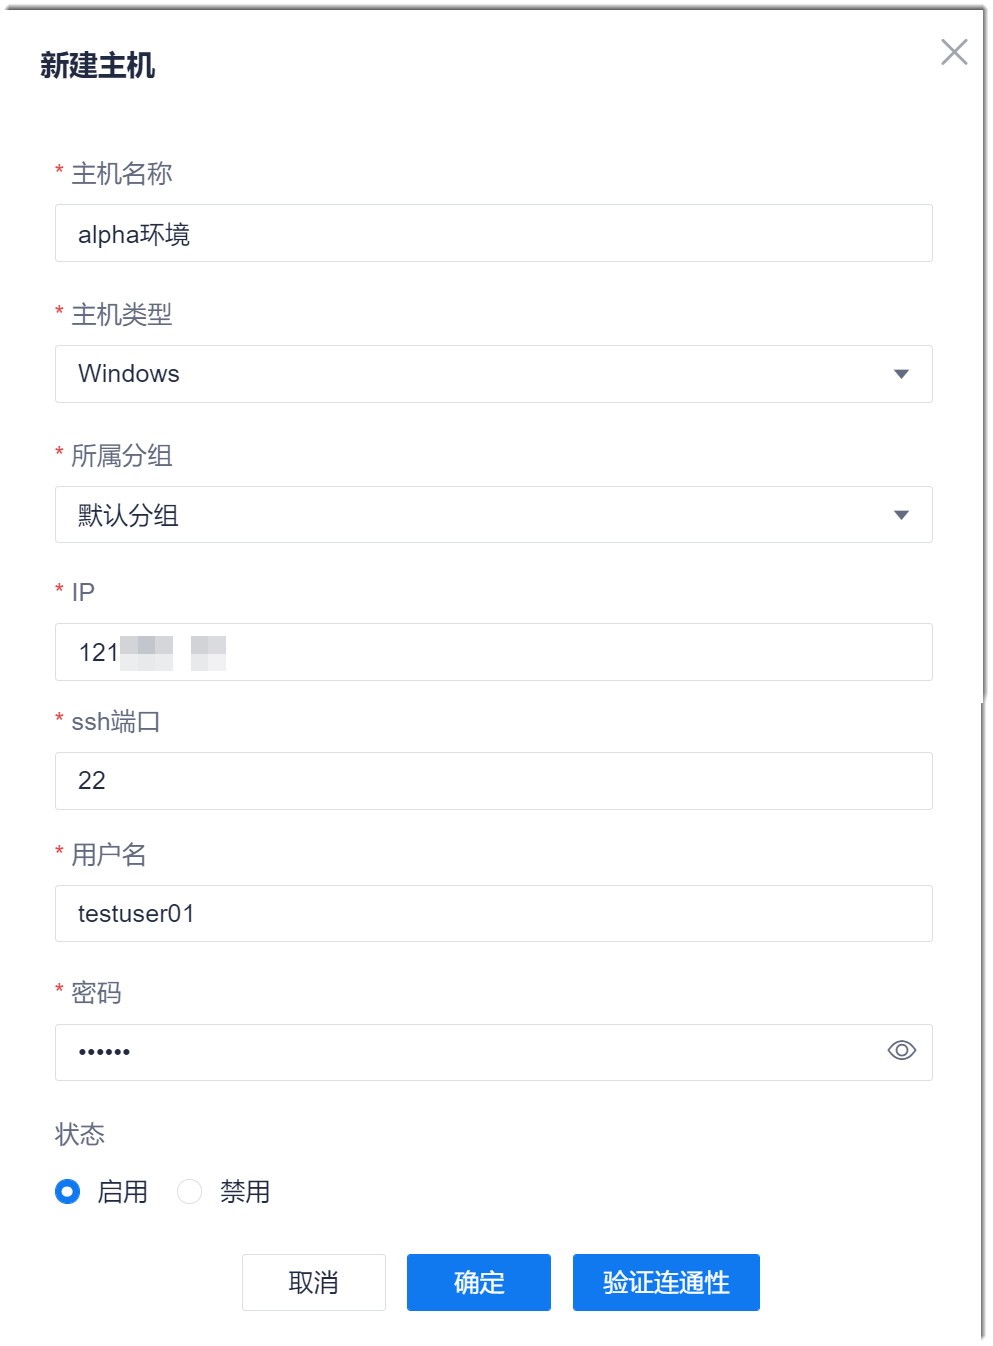 新建主机
* 主机名称
alpha环境
* 主机类型
Windows
* 所属分组
默认分组
* IP
121
* ssh端口
22
* 用户名
testuser01
* 密码
••••••
状态
启用 禁用
取消 确定 验证连通性